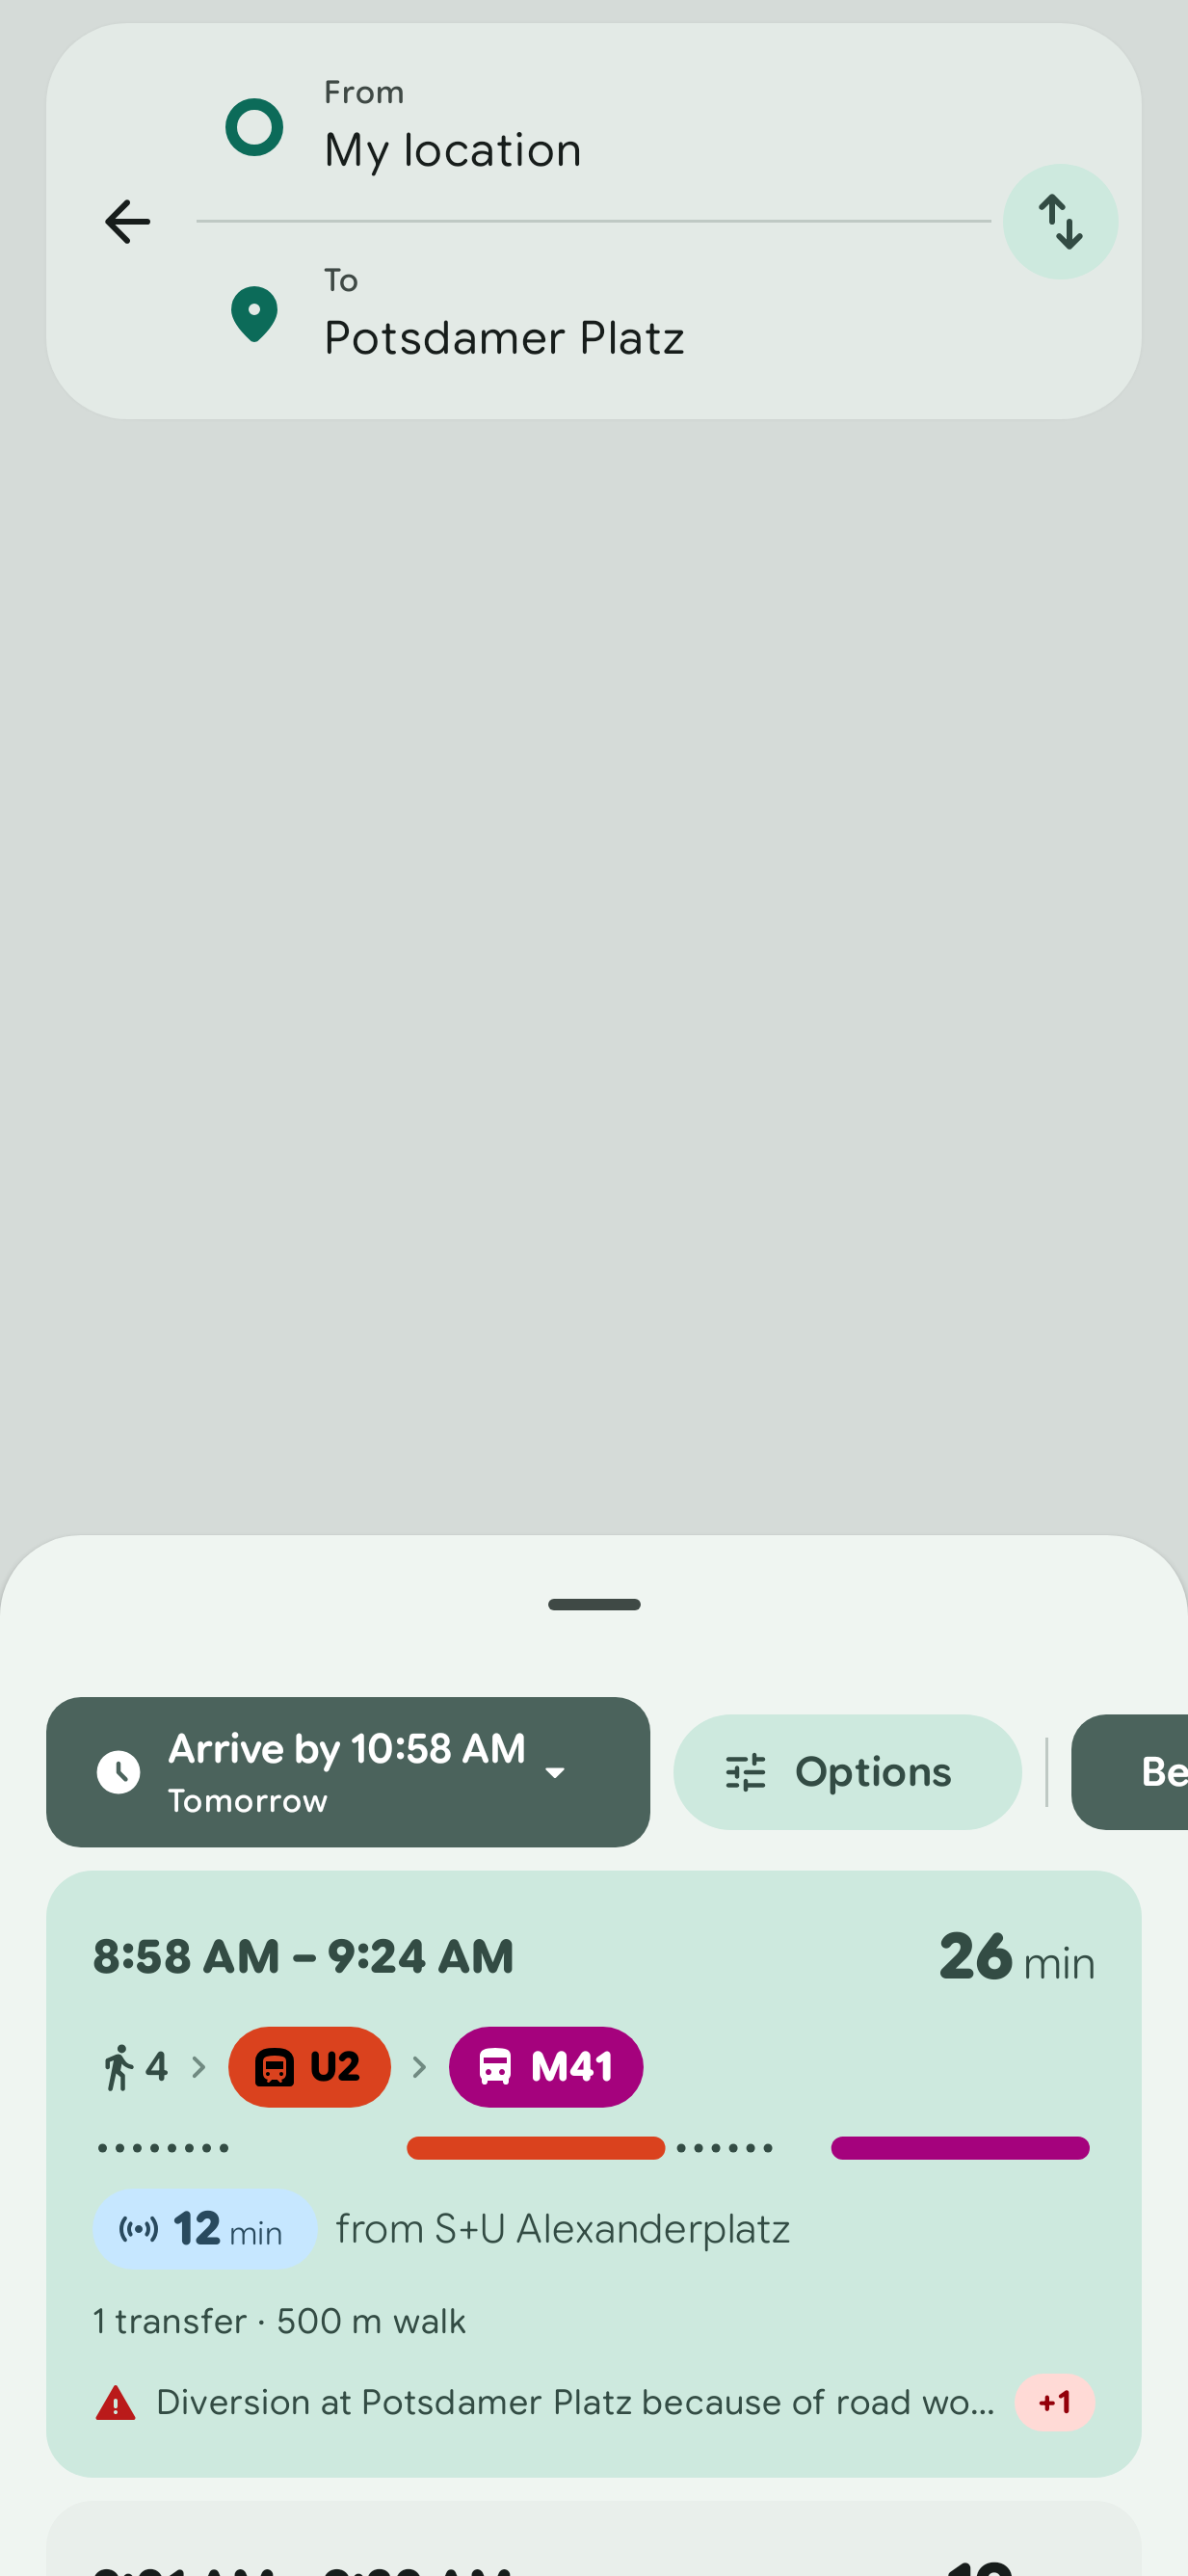 From
My location
To
Potsdamer Platz
Arrive by 10:58 AM
Tomorrow
Options
Be
8:58 AM – 9:24 AM
26 min
4
U2
M41
12 min from S+U Alexanderplatz
1 transfer · 500 m walk
Diversion at Potsdamer Platz because of road wo...
+1